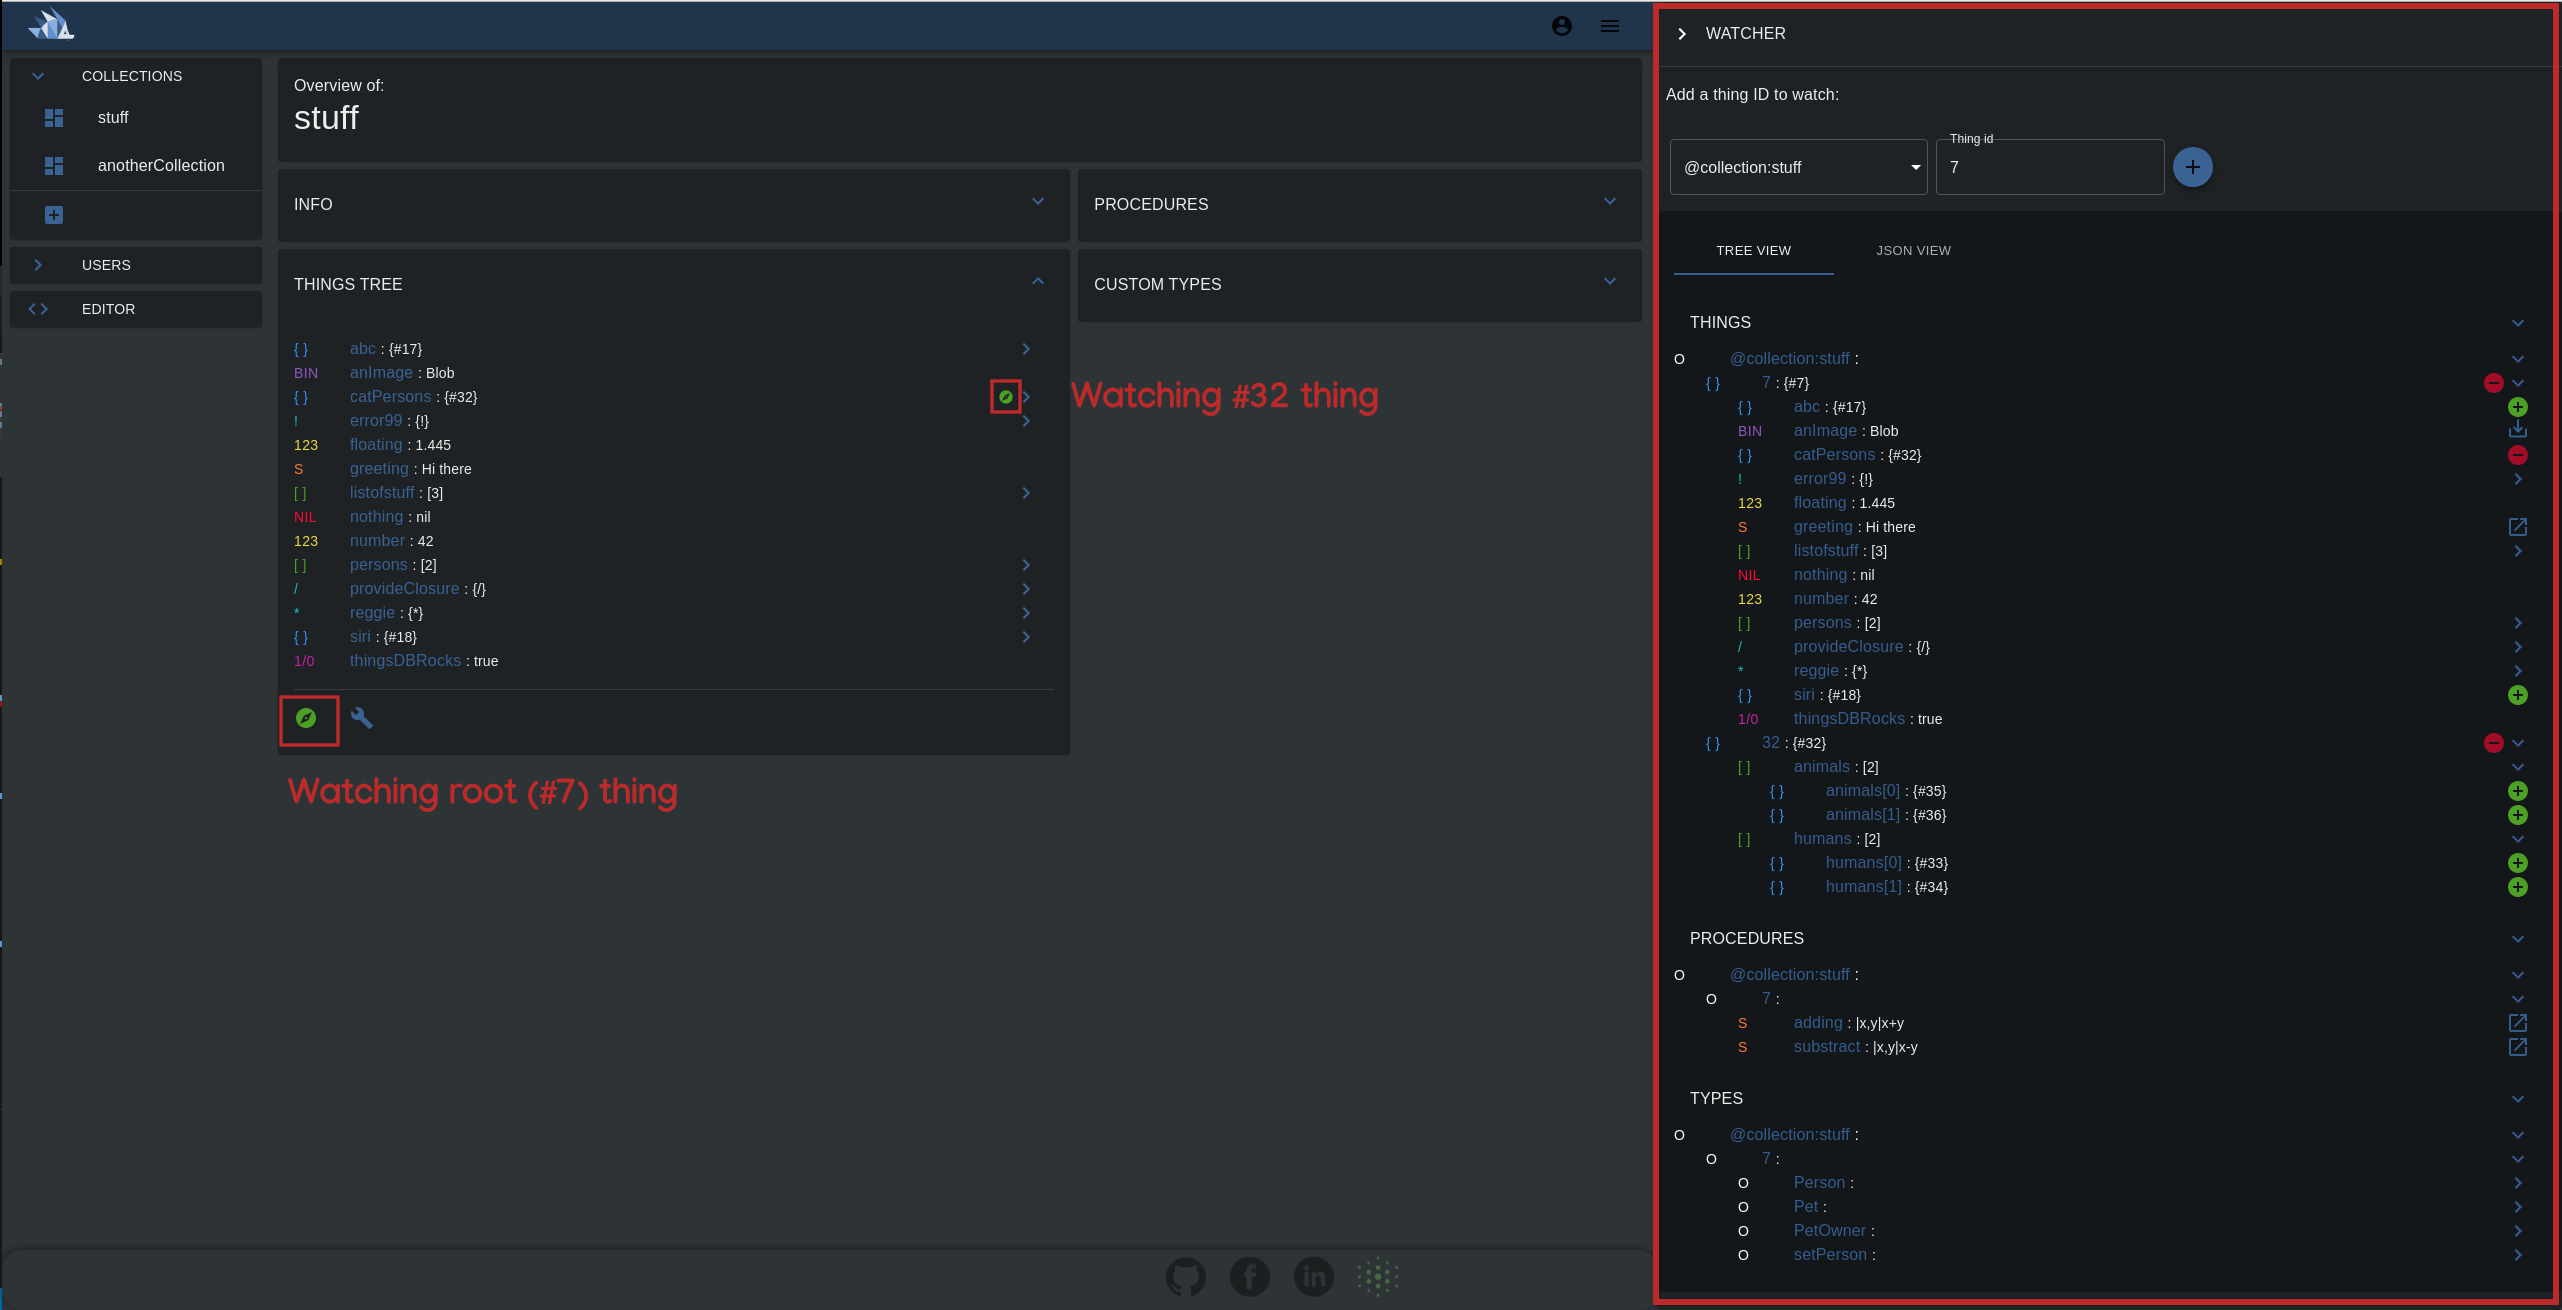 COLLECTIONS
stuff
anotherCollection
USERS
EDITOR
Overview of:
stuff
INFO
PROCEDURES
THINGS TREE
CUSTOM TYPES
{ } abc : {#17}
BIN anImage : Blob
{ } catPersons : {#32}
! error99 : {!}
123 floating : 1.445
S greeting : Hi there
[ ] listofstuff : [3]
NIL nothing : nil
123 number : 42
[ ] persons : [2]
/ provideClosure : {/}
* reggie : {*}
{ } siri : {#18}
1/0 thingsDBRocks : true
Watching #32 thing
Watching root (#7) thing
WATCHER
Add a thing ID to watch:
Thing id
@collection:stuff 7
TREE VIEW JSON VIEW
THINGS
O @collection:stuff :
{ } 7 : {#7}
{ } abc : {#17}
BIN anImage : Blob
{ } catPersons : {#32}
! error99 : {!}
123 floating : 1.445
S greeting : Hi there
[ ] listofstuff : [3]
NIL nothing : nil
123 number : 42
[ ] persons : [2]
/ provideClosure : {/}
* reggie : {*}
{ } siri : {#18}
1/0 thingsDBRocks : true
{ } 32 : {#32}
[ ] animals : [2]
{ } animals[0] : {#35}
{ } animals[1] : {#36}
[ ] humans : [2]
{ } humans[0] : {#33}
{ } humans[1] : {#34}
PROCEDURES
O @collection:stuff :
O 7 :
S adding : |x,y|x+y
S substract : |x,y|x-y
TYPES
O @collection:stuff :
O 7 :
O Person :
O Pet :
O PetOwner :
O setPerson :